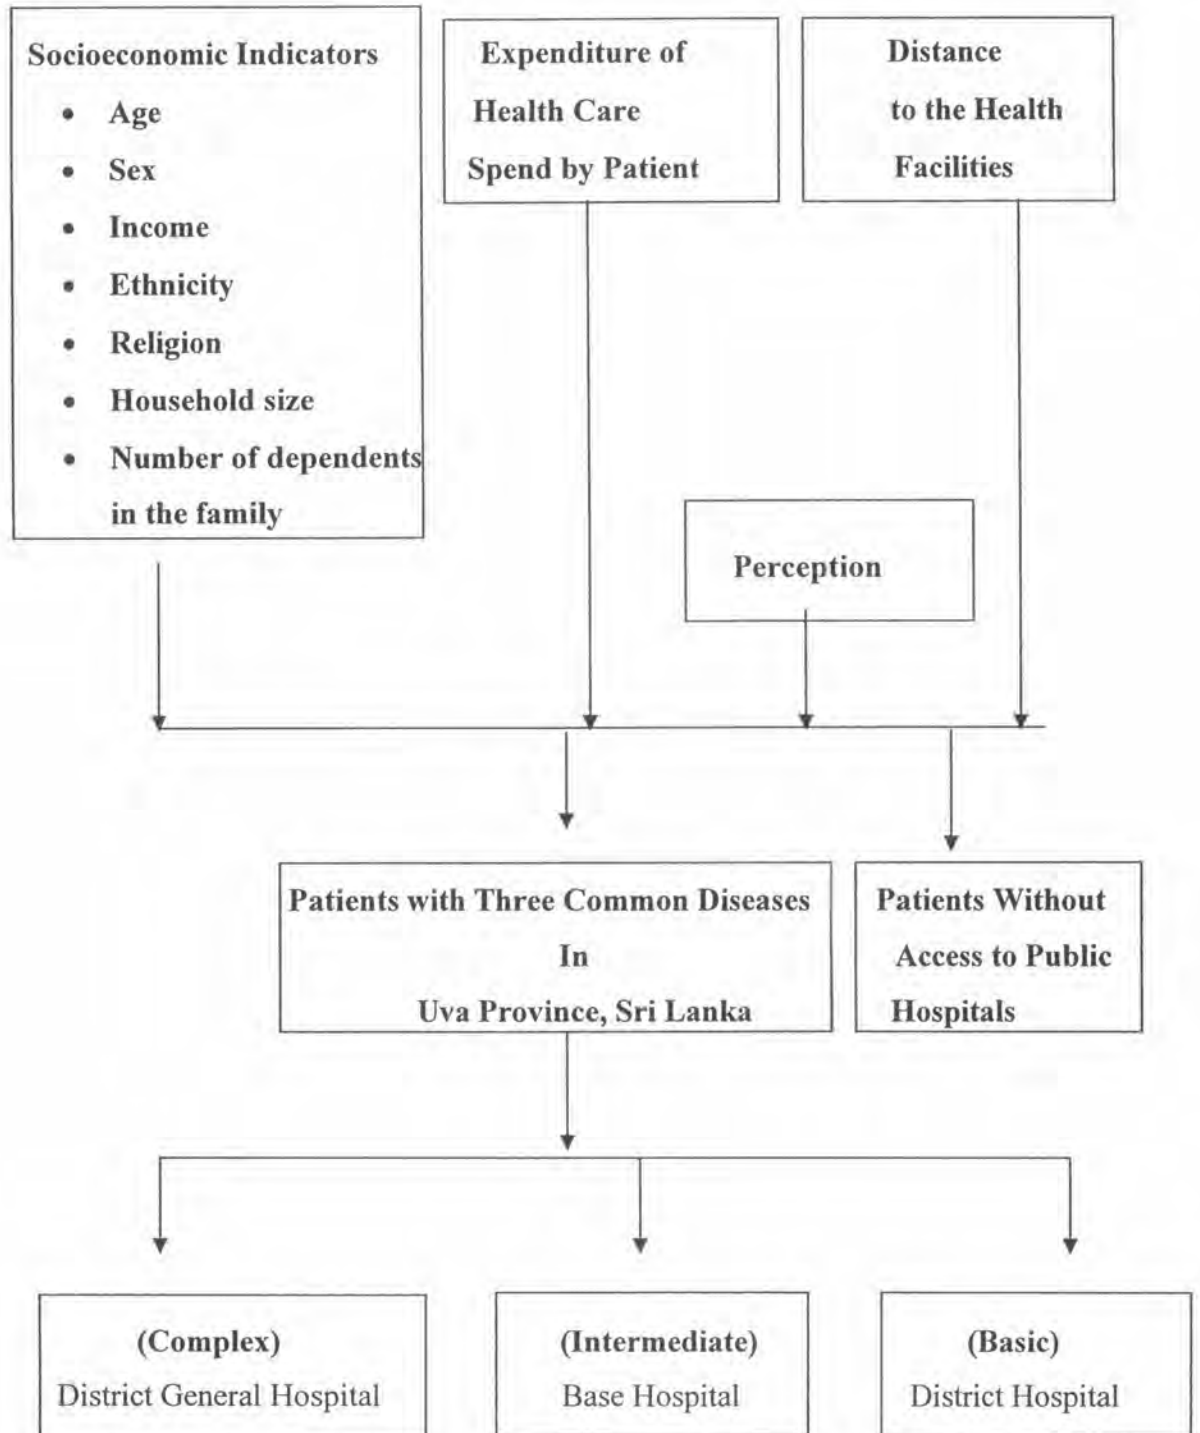 Socioeconomic Indicators
• Age
• Sex
• Income
• Ethnicity
• Religion
• Household size
• Number of dependents
in the family
Expenditure of
Health Care
Spend by Patient
Distance
to the Health
Facilities
Perception
Patients with Three Common Diseases
In
Uva Province, Sri Lanka
Patients Without
Access to Public
Hospitals
(Complex)
District General Hospital
(Intermediate)
Base Hospital
(Basic)
District Hospital